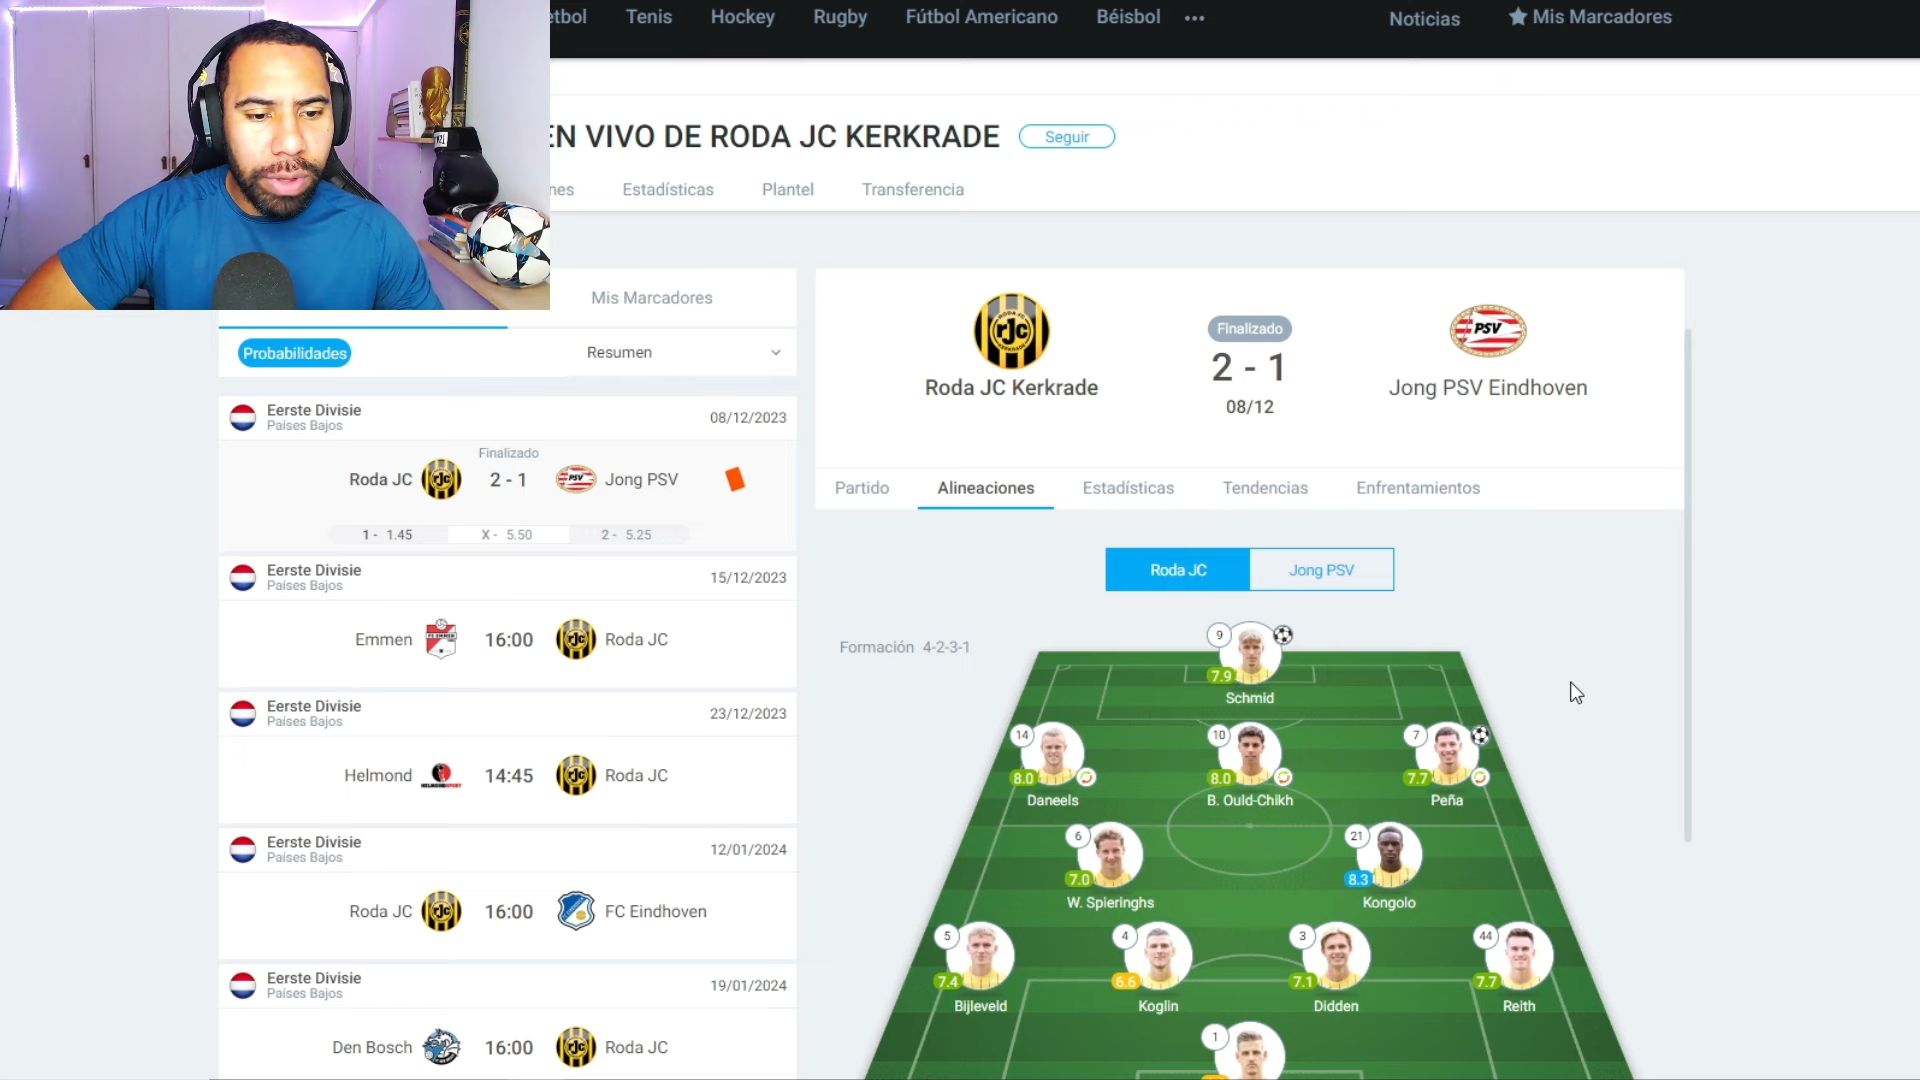 Tenis
Hockey
Rugby
Fútbol Americano
Béisbol
Noticias
Mis Marcadores
EN VIVO DE RODA JC KERKRADE
Seguir
Estadísticas
Plantel
Transferencia
Mis Marcadores
Probabilidades
Resumen
Eerste Divisie
Países Bajos
08/12/2023
Finalizado
Roda JC
2 - 1
Jong PSV
1 - 1.45
X - 5.50
2 - 5.25
Eerste Divisie
Países Bajos
15/12/2023
Emmen
16:00
Roda JC
Eerste Divisie
Países Bajos
23/12/2023
Helmond
14:45
Roda JC
Eerste Divisie
Países Bajos
12/01/2024
Roda JC
16:00
FC Eindhoven
Eerste Divisie
Países Bajos
19/01/2024
Den Bosch
16:00
Roda JC
Roda JC Kerkrade
Finalizado
2 - 1
08/12
Jong PSV Eindhoven
Partido
Alineaciones
Estadísticas
Tendencias
Enfrentamientos
Roda JC
Jong PSV
Formación 4-2-3-1
9
7.9
Schmid
14
8.0
Daneels
10
8.0
B. Ould-Chikh
7
7.7
Peña
6
7.0
W. Spieringhs
21
8.3
Kongolo
5
7.4
Bijleveld
4
6.6
Koglin
3
7.1
Didden
44
7.7
Reith
1